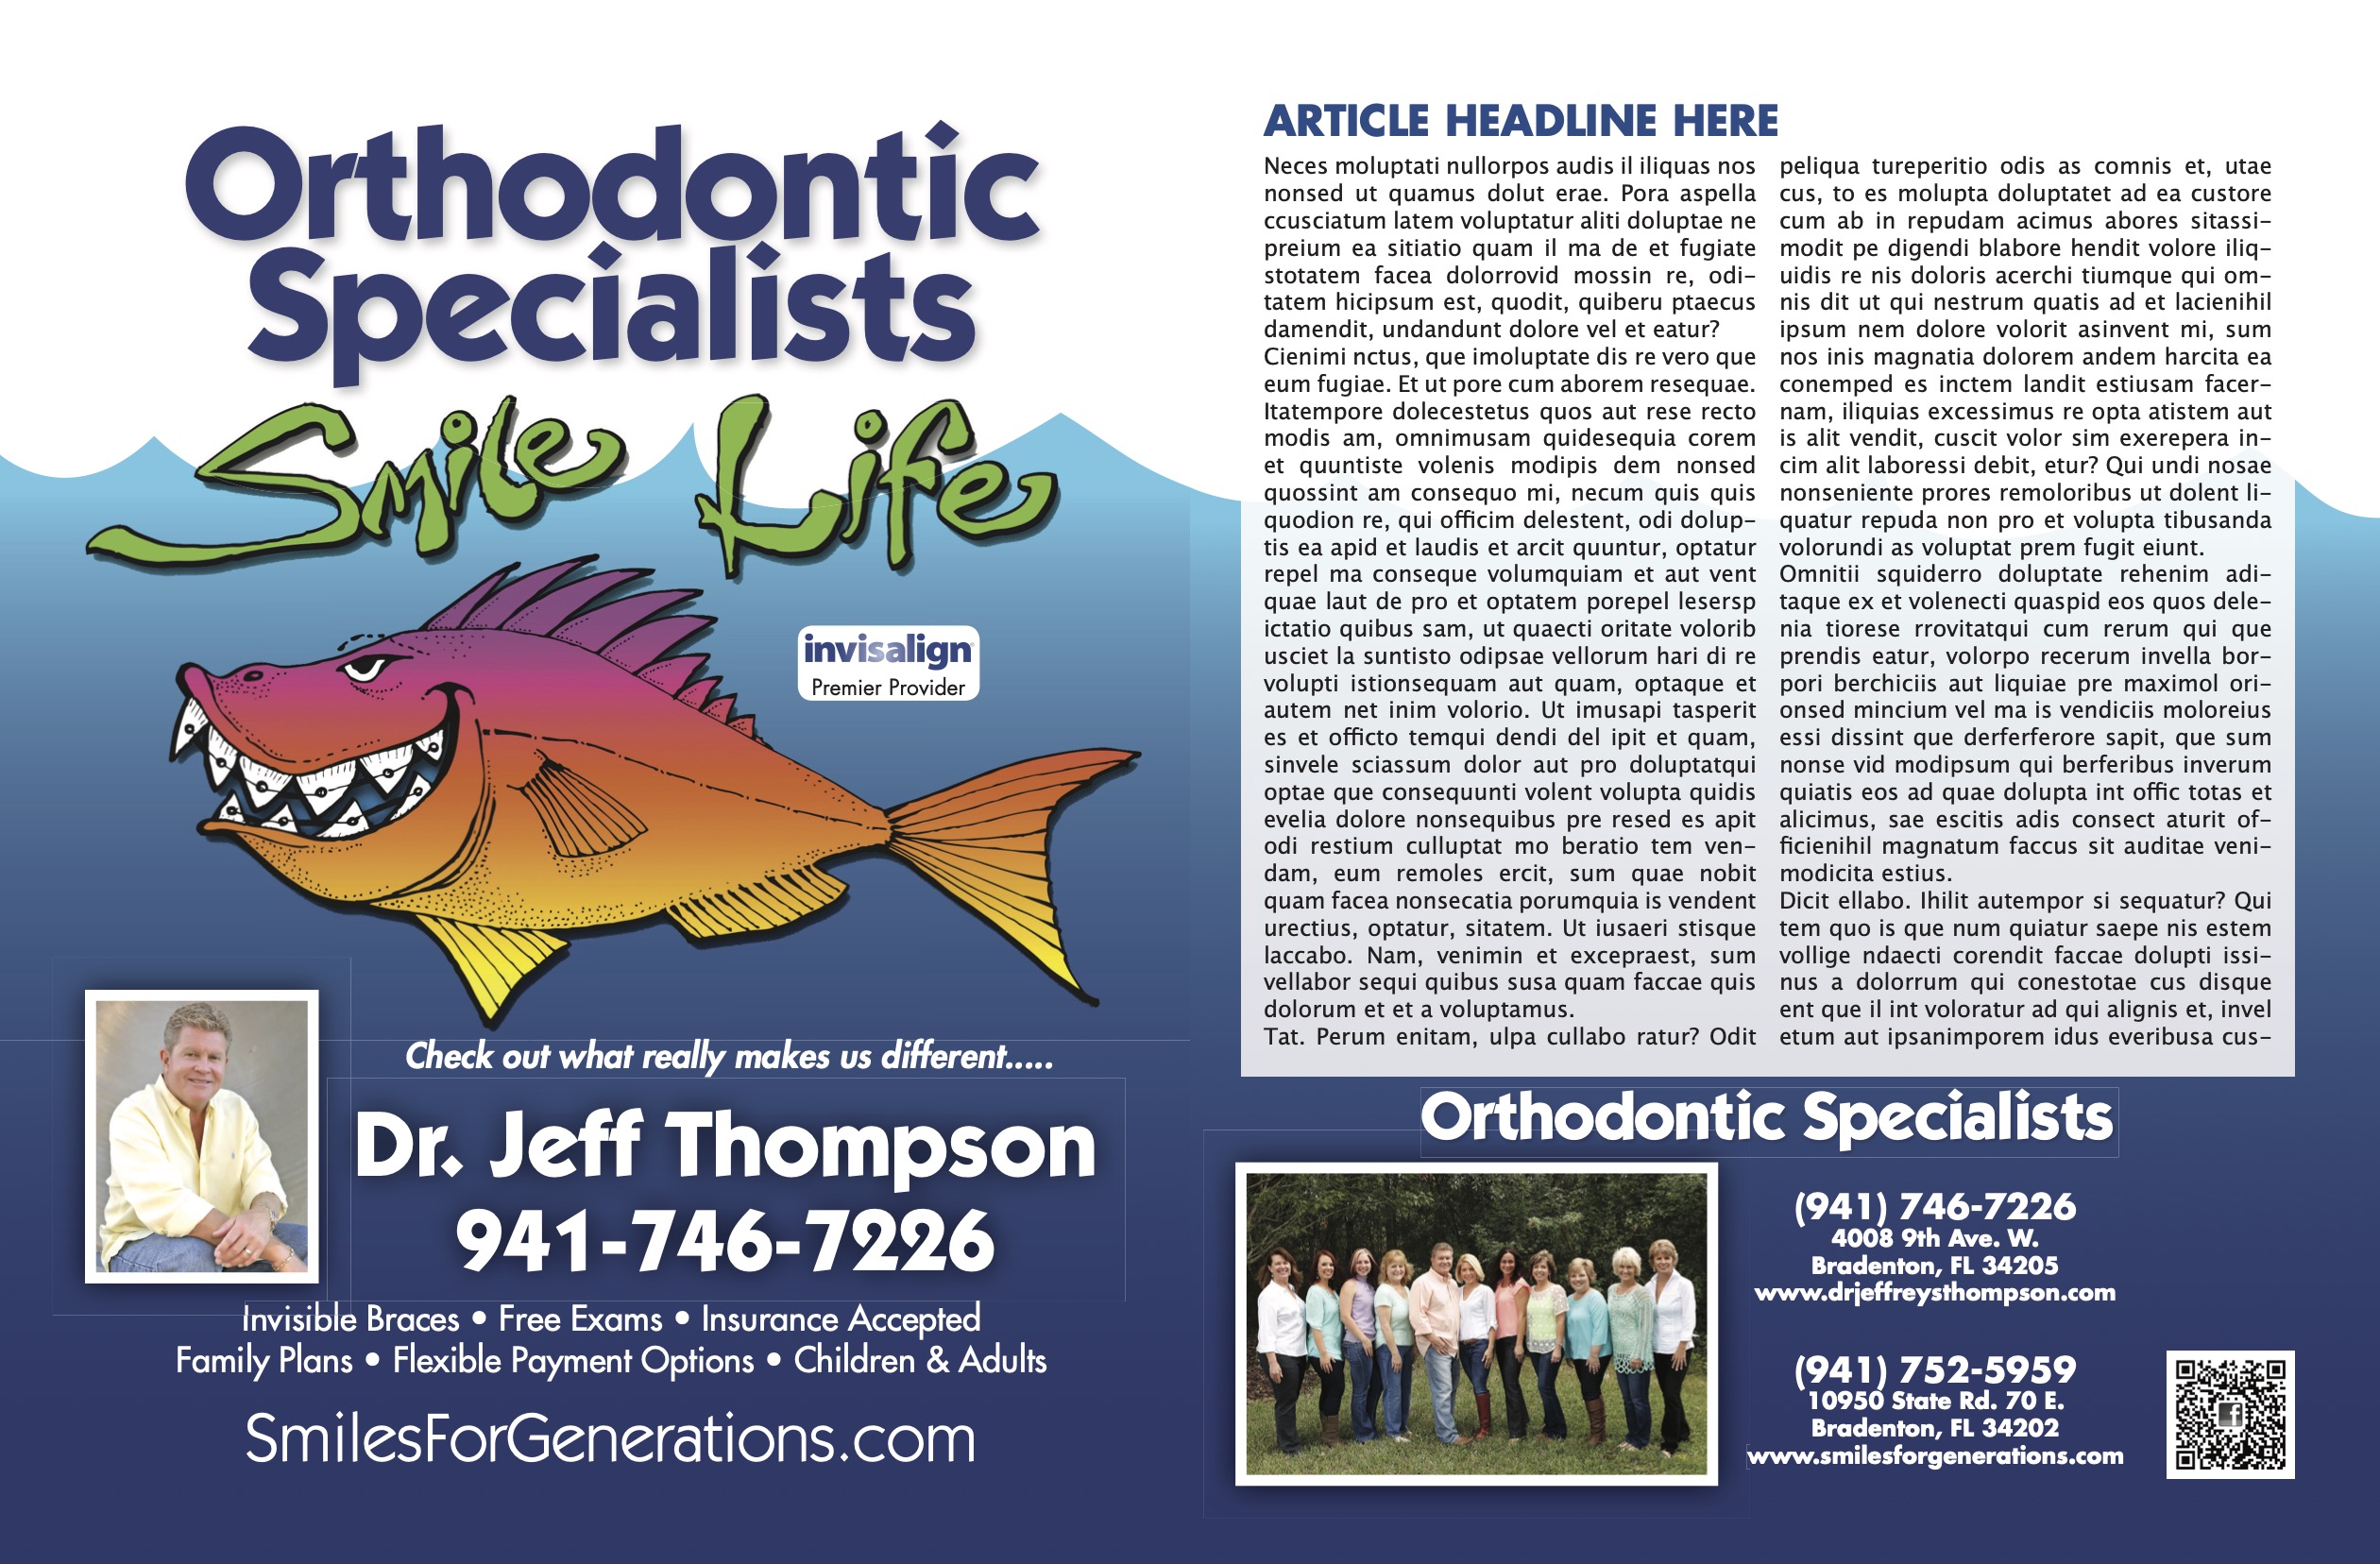 Orthodontic
Specialists
Smile Life
invisalign
Premier Provider
Check out what really makes us different.....
Dr. Jeff Thompson
941-746-7226
Invisible Braces • Free Exams • Insurance Accepted
Family Plans • Flexible Payment Options • Children & Adults
SmilesForGenerations.com
ARTICLE HEADLINE HERE
Neces moluptati nullorpos audis il iliquas nos
nonsed ut quamus dolut erae. Pora aspella
ccusciatum latem voluptatur aliti doluptae ne
preium ea sitiatio quam il ma de et fugiate
stotatem facea dolorrovid mossin re, odi-
tatem hicipsum est, quodit, quiberu ptaecus
damendit, undandunt dolore vel et eatur?
Cienimi nctus, que imoluptate dis re vero que
eum fugiae. Et ut pore cum aborem resequae.
Itatempore dolecestetus quos aut rese recto
modis am, omnimusam quidesequia corem
et quuntiste volenis modipis dem nonsed
quossint am consequo mi, necum quis quis
quodion re, qui officim delestent, odi dolup-
tis ea apid et laudis et arcit quuntur, optatur
repel ma conseque volumquiam et aut vent
quae laut de pro et optatem porepel lesersp
ictatio quibus sam, ut quaecti oritate volorib
usciet la suntisto odipsae vellorum hari di re
volupti istionsequam aut quam, optaque et
autem net inim volorio. Ut imusapi tasperit
es et officto temqui dendi del ipit et quam,
sinvele sciassum dolor aut pro doluptatqui
optae que consequunti volent volupta quidis
evelia dolore nonsequibus pre resed es apit
odi restium culluptat mo beratio tem ven-
dam, eum remoles ercit, sum quae nobit
quam facea nonsecatia porumquia is vendent
urectius, optatur, sitatem. Ut iusaeri stisque
laccabo. Nam, venimin et excepraest, sum
vellabor sequi quibus susa quam faccae quis
dolorum et et a voluptamus.
Tat. Perum enitam, ulpa cullabo ratur? Odit
peliqua tureperitio odis as comnis et, utae
cus, to es molupta doluptatet ad ea custore
cum ab in repudam acimus abores sitassi-
modit pe digendi blabore hendit volore iliq-
uidis re nis doloris acerchi tiumque qui om-
nis dit ut qui nestrum quatis ad et lacienihil
ipsum nem dolore volorit asinvent mi, sum
nos inis magnatia dolorem andem harcita ea
conemped es inctem landit estiusam facer-
nam, iliquias excessimus re opta atistem aut
is alit vendit, cuscit volor sim exerepera in-
cim alit laboressi debit, etur? Qui undi nosae
nonseniente prores remoloribus ut dolent li-
quatur repuda non pro et volupta tibusanda
volorundi as voluptat prem fugit eiunt.
Omnitii squiderro doluptate rehenim adi-
taque ex et volenecti quaspid eos quos dele-
nia tiorese rrovitatqui cum rerum qui que
prendis eatur, volorpo recerum invella bor-
pori berchiciis aut liquiae pre maximol ori-
onsed mincium vel ma is vendiciis moloreius
essi dissint que derferferore sapit, que sum
nonse vid modipsum qui berferibus inverum
quiatis eos ad quae dolupta int offic totas et
alicimus, sae escitis adis consect aturit of-
ficienihil magnatum faccus sit auditae veni-
modicita estius.
Dicit ellabo. Ihilit autempor si sequatur? Qui
tem quo is que num quiatur saepe nis estem
vollige ndaecti corendit faccae dolupti issi-
nus a dolorrum qui conestotae cus disque
ent que il int voloratur ad qui alignis et, invel
etum aut ipsanimporem idus everibusa cus-
Orthodontic Specialists
(941) 746-7226
4008 9th Ave. W.
Bradenton, FL 34205
www.drjeffreysthompson.com
(941) 752-5959
10950 State Rd. 70 E.
Bradenton, FL 34202
www.smilesforgenerations.com
f